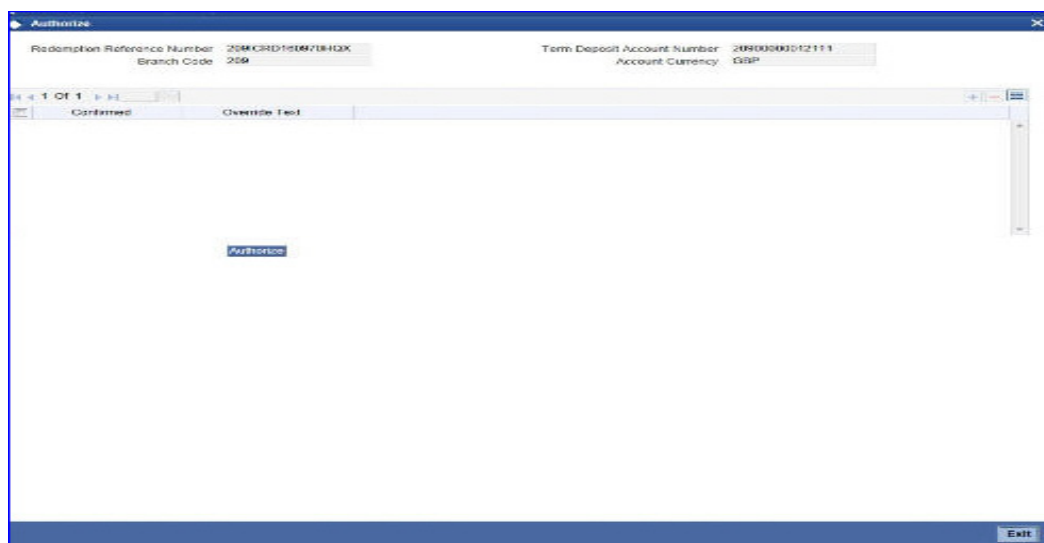 Authorize
Redemption Reference Number
Term Deposit Account Number 20900000012111
Branch Code 209
Account Currency GBP
1 Of 1
Confirmed Override Text
Authorize
Exit